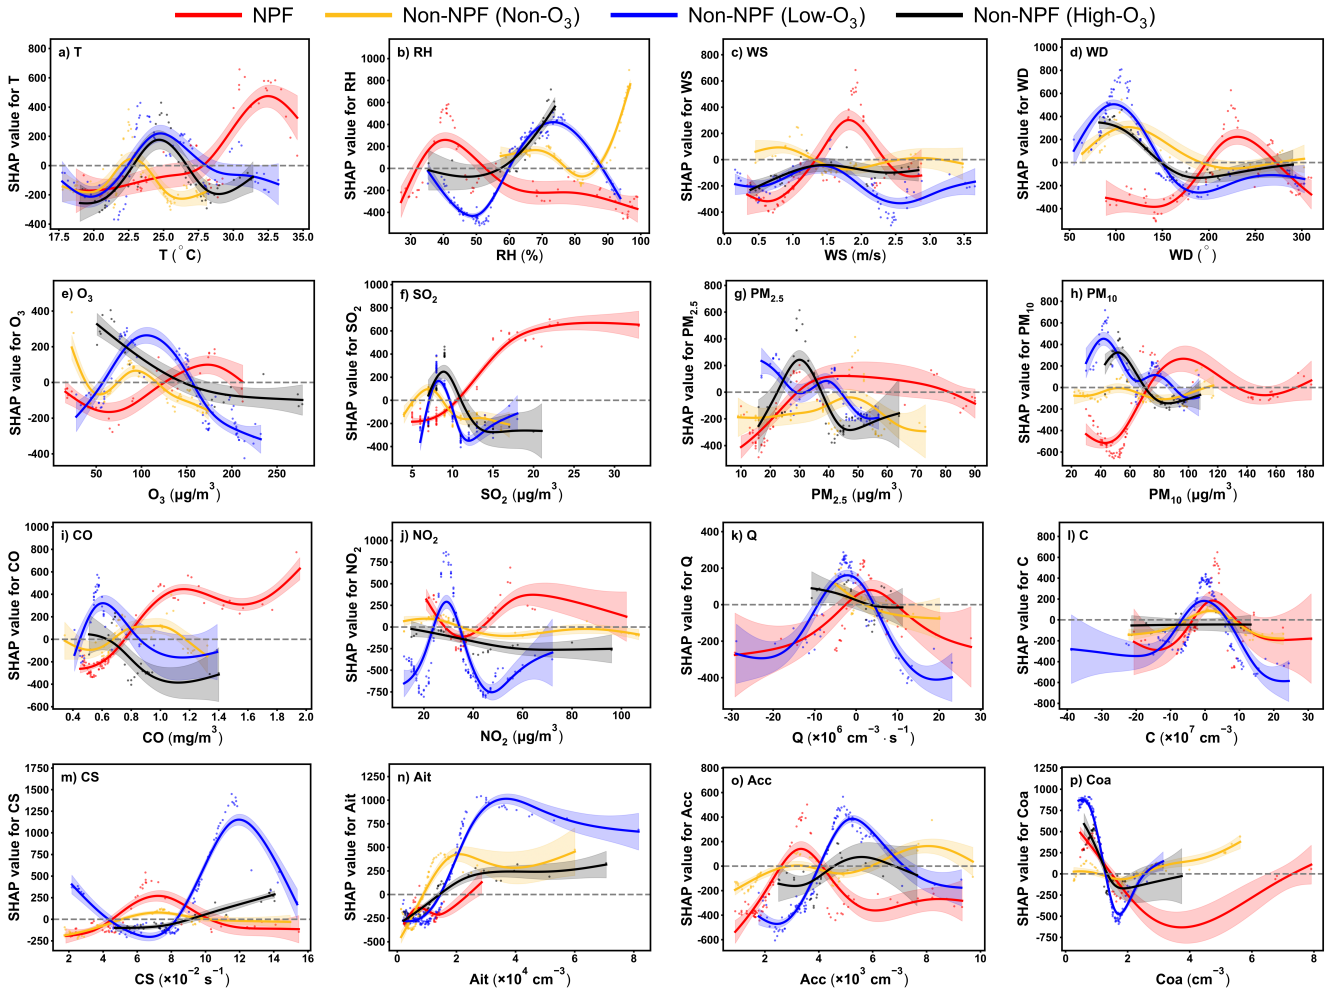 NPF Non-NPF (Non-O3) Non-NPF (Low-O3) Non-NPF (High-O3)
a) T
SHAP value for T
800
600
400
200
0
-200
-400
17.5 20.0 22.5 25.0 27.5 30.0 32.5 35.0
T (°C)
b) RH
SHAP value for RH
1000
800
600
400
200
0
-200
-400
30 40 50 60 70 80 90 100
RH (%)
c) WS
SHAP value for WS
800
600
400
200
0
-200
-400
0.0 0.5 1.0 1.5 2.0 2.5 3.0 3.5
WS (m/s)
d) WD
SHAP value for WD
1000
800
600
400
200
0
-200
-400
50 100 150 200 250 300
WD (°)
e) O3
SHAP value for O3
400
200
0
-200
-400
50 100 150 200 250
O3 (μg/m3)
f) SO2
SHAP value for SO2
1000
800
600
400
200
0
-200
-400
5 10 15 20 25 30
SO2 (μg/m3)
g) PM2.5
SHAP value for PM2.5
800
600
400
200
0
-200
-400
10 20 30 40 50 60 70 80 90
PM2.5 (μg/m3)
h) PM10
SHAP value for PM10
800
600
400
200
0
-200
-400
-600
20 40 60 80 100 120 140 160 180
PM10 (μg/m3)
i) CO
SHAP value for CO
1000
800
600
400
200
0
-200
-400
-600
0.4 0.6 0.8 1.0 1.2 1.4 1.6 1.8 2.0
CO (mg/m3)
j) NO2
SHAP value for NO2
1000
750
500
250
0
-250
-500
-750
20 40 60 80 100
NO2 (μg/m3)
k) Q
SHAP value for Q
400
200
0
-200
-400
-30 -20 -10 0 10 20 30
Q (×10^6 cm−3 · s−1)
l) C
SHAP value for C
800
600
400
200
0
-200
-400
-600
-800
-40 -30 -20 -10 0 10 20 30
C (×10^7 cm−3)
m) CS
SHAP value for CS
1750
1500
1250
1000
750
500
250
0
-250
2 4 6 8 10 12 14 16
CS (×10−2 s−1)
n) Ait
SHAP value for Ait
1250
1000
750
500
250
0
-250
-500
0 2 4 6 8
Ait (×10^4 cm−3)
o) Acc
SHAP value for Acc
800
600
400
200
0
-200
-400
-600
2 4 6 8 10
Acc (×10^3 cm−3)
p) Coa
SHAP value for Coa
1250
1000
750
500
250
0
-250
-500
-750
0 2 4 6 8
Coa (cm−3)